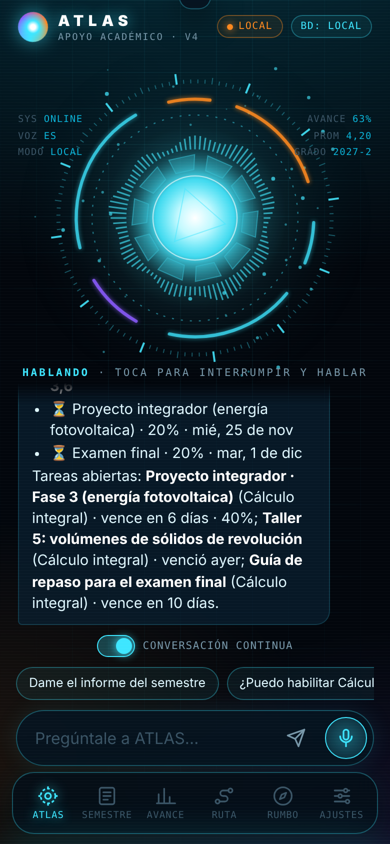 ATLAS
APOYO ACADÉMICO · V4
LOCAL
BD: LOCAL
SYS ONLINE
VOZ ES
MODO LOCAL
AVANCE 63%
PROM 4,20
GRADO 2027-2
HABLANDO · TOCA PARA INTERRUMPIR Y HABLAR
3,6
• ⏳ Proyecto integrador (energía
fotovoltaica) · 20% · mié, 25 de nov
• ⏳ Examen final · 20% · mar, 1 de dic
Tareas abiertas: Proyecto integrador ·
Fase 3 (energía fotovoltaica) (Cálculo
integral) · vence en 6 días · 40%; Taller
5: volúmenes de sólidos de revolución
(Cálculo integral) · venció ayer; Guía de
repaso para el examen final (Cálculo
integral) · vence en 10 días.
CONVERSACIÓN CONTINUA
Dame el informe del semestre
¿Puedo habilitar Cálcul
Pregúntale a ATLAS...
ATLAS
SEMESTRE
AVANCE
RUTA
RUMBO
AJUSTES